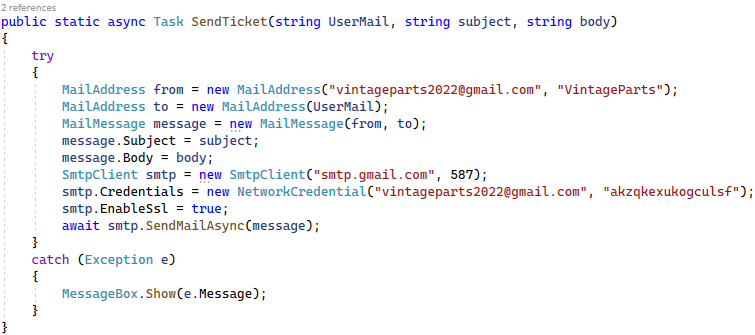 2 references
public static async Task SendTicket(string UserMail, string subject, string body)
{
try
{
MailAddress from = new MailAddress("vintageparts2022@gmail.com", "VintageParts");
MailAddress to = new MailAddress(UserMail);
MailMessage message = new MailMessage(from, to);
message.Subject = subject;
message.Body = body;
SmtpClient smtp = new SmtpClient("smtp.gmail.com", 587);
smtp.Credentials = new NetworkCredential("vintageparts2022@gmail.com", "akzqkexukogculsf");
smtp.EnableSsl = true;
await smtp.SendMailAsync(message);
}
catch (Exception e)
{
MessageBox.Show(e.Message);
}
}